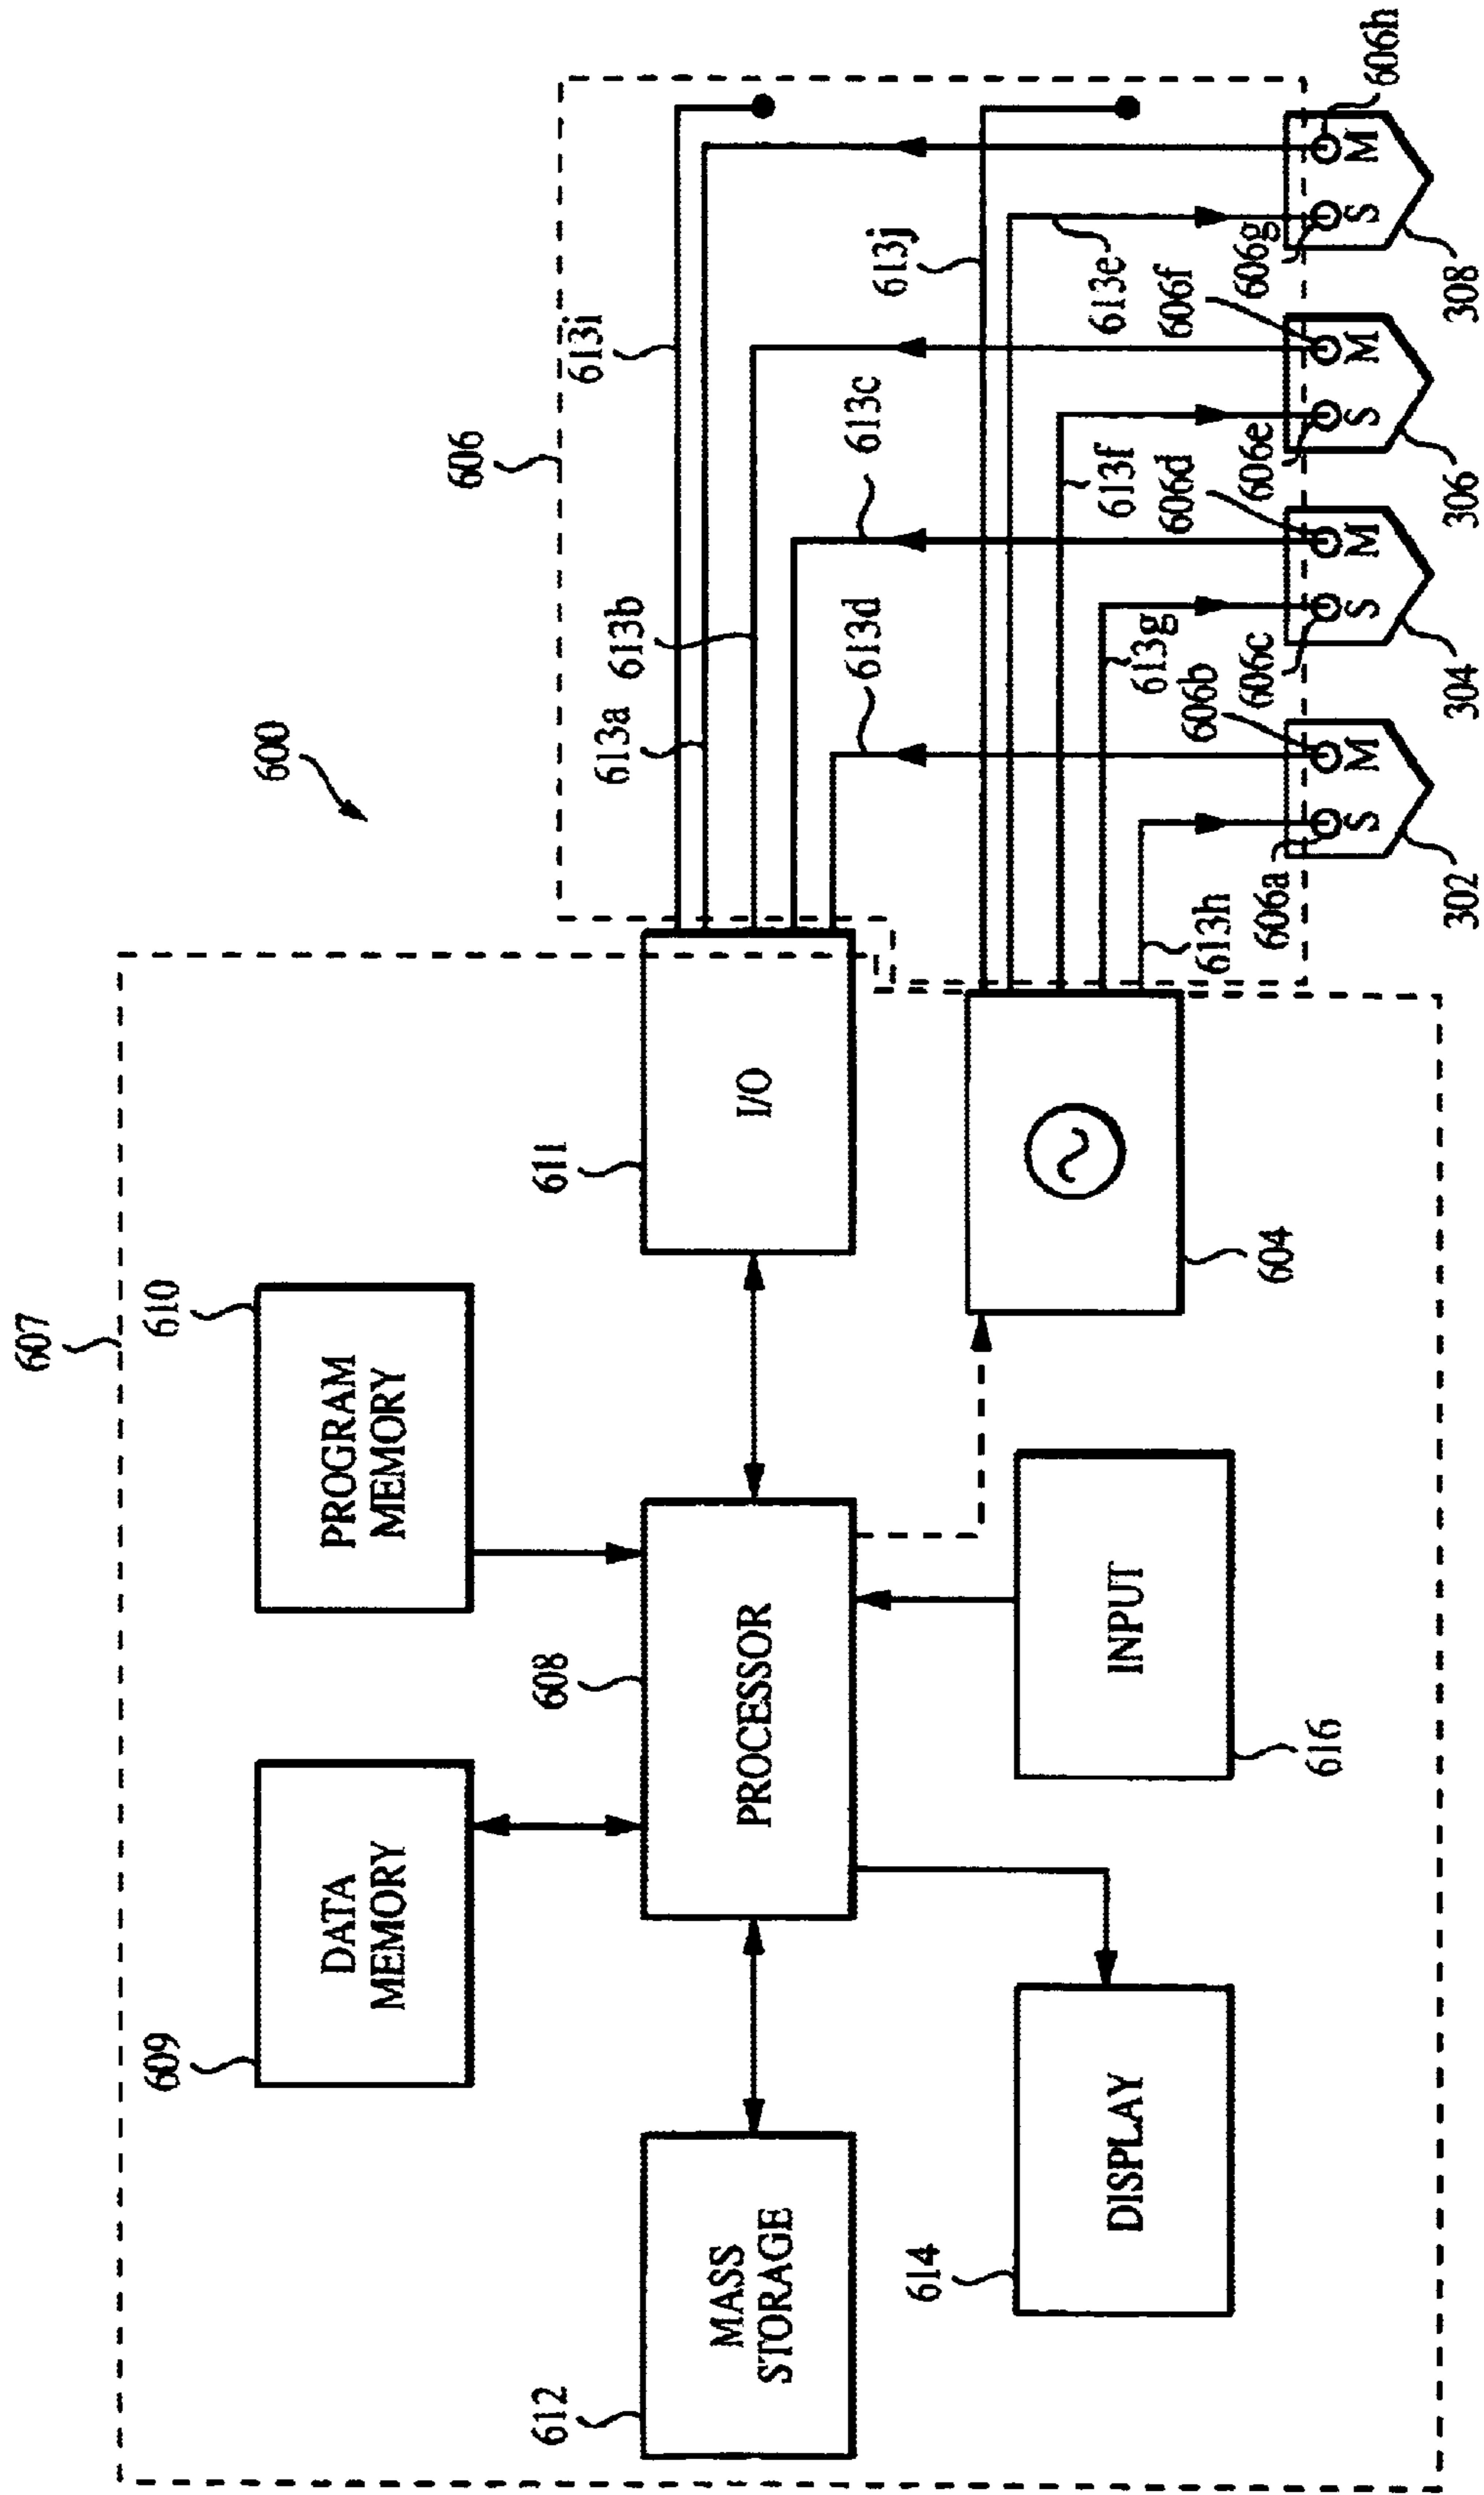 600
607
606
609
DATA
MEMORY
610
PROGRAM
MEMORY
612
MASS
STORAGE
608
PROCESSOR
611
I/O
613a
613b
613i
613d
613c
613j
614
DISPLAY
INPUT
616
604
613h
613g
613f
613e
606a
606b
606c
606d
606e
606f
606g
606h
S
M
S
M
S
M
S
M
302
304
306
308